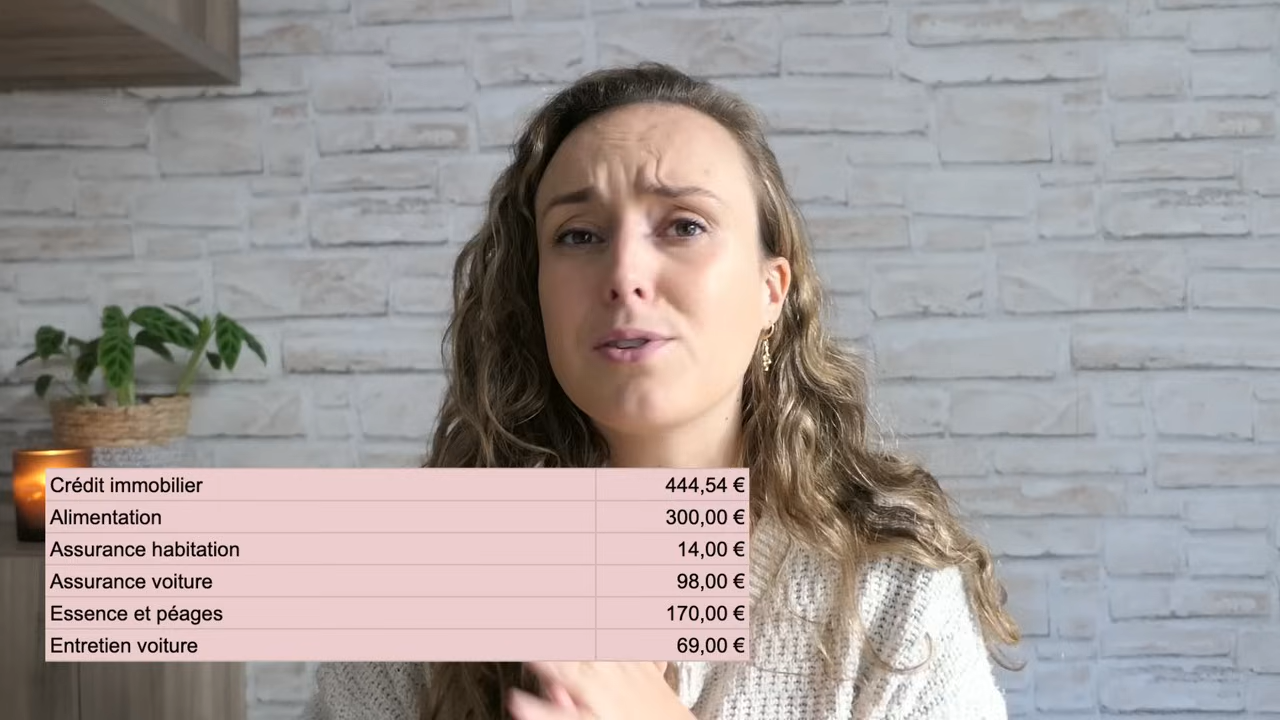 Crédit immobilier 444,54 €
Alimentation 300,00 €
Assurance habitation 14,00 €
Assurance voiture 98,00 €
Essence et péages 170,00 €
Entretien voiture 69,00 €